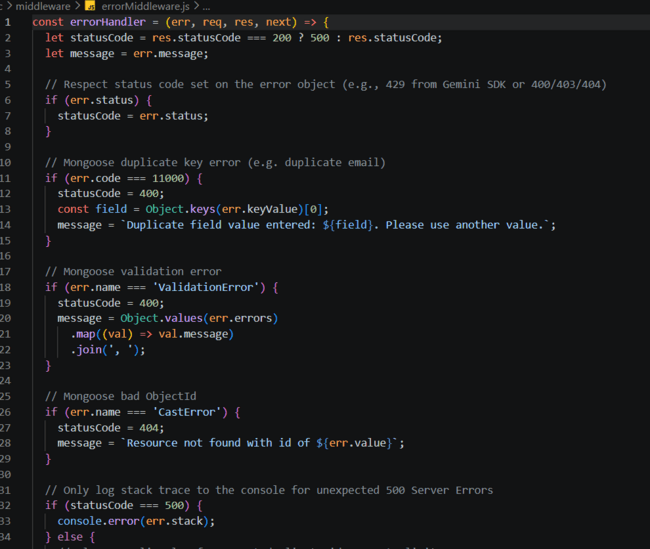 c > middleware > JS errorMiddleware.js > ...
1 const errorHandler = (err, req, res, next) => {
2 let statusCode = res.statusCode === 200 ? 500 : res.statusCode;
3 let message = err.message;
4
5 // Respect status code set on the error object (e.g., 429 from Gemini SDK or 400/403/404)
6 if (err.status) {
7 statusCode = err.status;
8 }
9
10 // Mongoose duplicate key error (e.g. duplicate email)
11 if (err.code === 11000) {
12 statusCode = 400;
13 const field = Object.keys(err.keyValue)[0];
14 message = `Duplicate field value entered: ${field}. Please use another value.`;
15 }
16
17 // Mongoose validation error
18 if (err.name === 'ValidationError') {
19 statusCode = 400;
20 message = Object.values(err.errors)
21 .map((val) => val.message)
22 .join(', ');
23 }
24
25 // Mongoose bad ObjectId
26 if (err.name === 'CastError') {
27 statusCode = 404;
28 message = `Resource not found with id of ${err.value}`;
29 }
30
31 // Only log stack trace to the console for unexpected 500 Server Errors
32 if (statusCode === 500) {
33 console.error(err.stack);
34 } else {